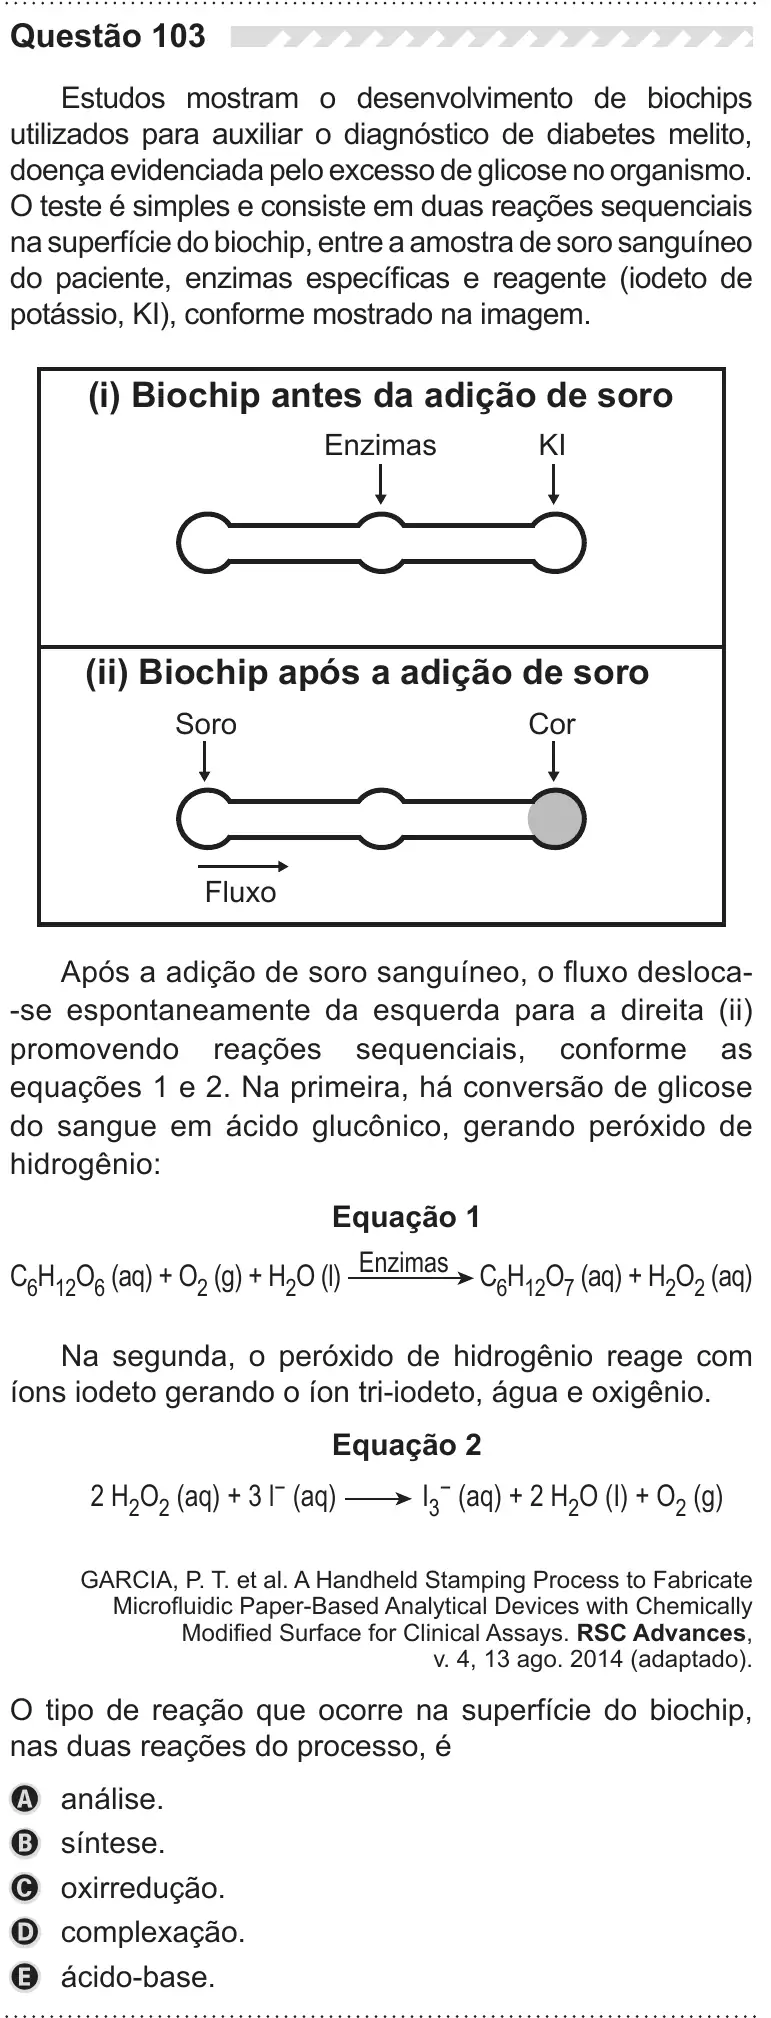 Questão 103
Estudos mostram o desenvolvimento de biochips
utilizados para auxiliar o diagnóstico de diabetes melito,
doença evidenciada pelo excesso de glicose no organismo.
O teste é simples e consiste em duas reações sequenciais
na superfície do biochip, entre a amostra de soro sanguíneo
do paciente, enzimas específicas e reagente (iodeto de
potássio, KI), conforme mostrado na imagem.
(i) Biochip antes da adição de soro
Enzimas KI
(ii) Biochip após a adição de soro
Soro Cor
Fluxo
Após a adição de soro sanguíneo, o fluxo desloca-
-se espontaneamente da esquerda para a direita (ii)
promovendo reações sequenciais, conforme as
equações 1 e 2. Na primeira, há conversão de glicose
do sangue em ácido glucônico, gerando peróxido de
hidrogênio:
Equação 1
C₆H₁₂O₆ (aq) + O₂ (g) + H₂O (l) —Enzimas→ C₆H₁₂O₇ (aq) + H₂O₂ (aq)
Na segunda, o peróxido de hidrogênio reage com
íons iodeto gerando o íon tri-iodeto, água e oxigênio.
Equação 2
2 H₂O₂ (aq) + 3 I⁻ (aq) ⟶ I₃⁻ (aq) + 2 H₂O (l) + O₂ (g)
GARCIA, P. T. et al. A Handheld Stamping Process to Fabricate
Microfluidic Paper-Based Analytical Devices with Chemically
Modified Surface for Clinical Assays. RSC Advances,
v. 4, 13 ago. 2014 (adaptado).
O tipo de reação que ocorre na superfície do biochip,
nas duas reações do processo, é
A análise.
B síntese.
C oxirredução.
D complexação.
E ácido-base.